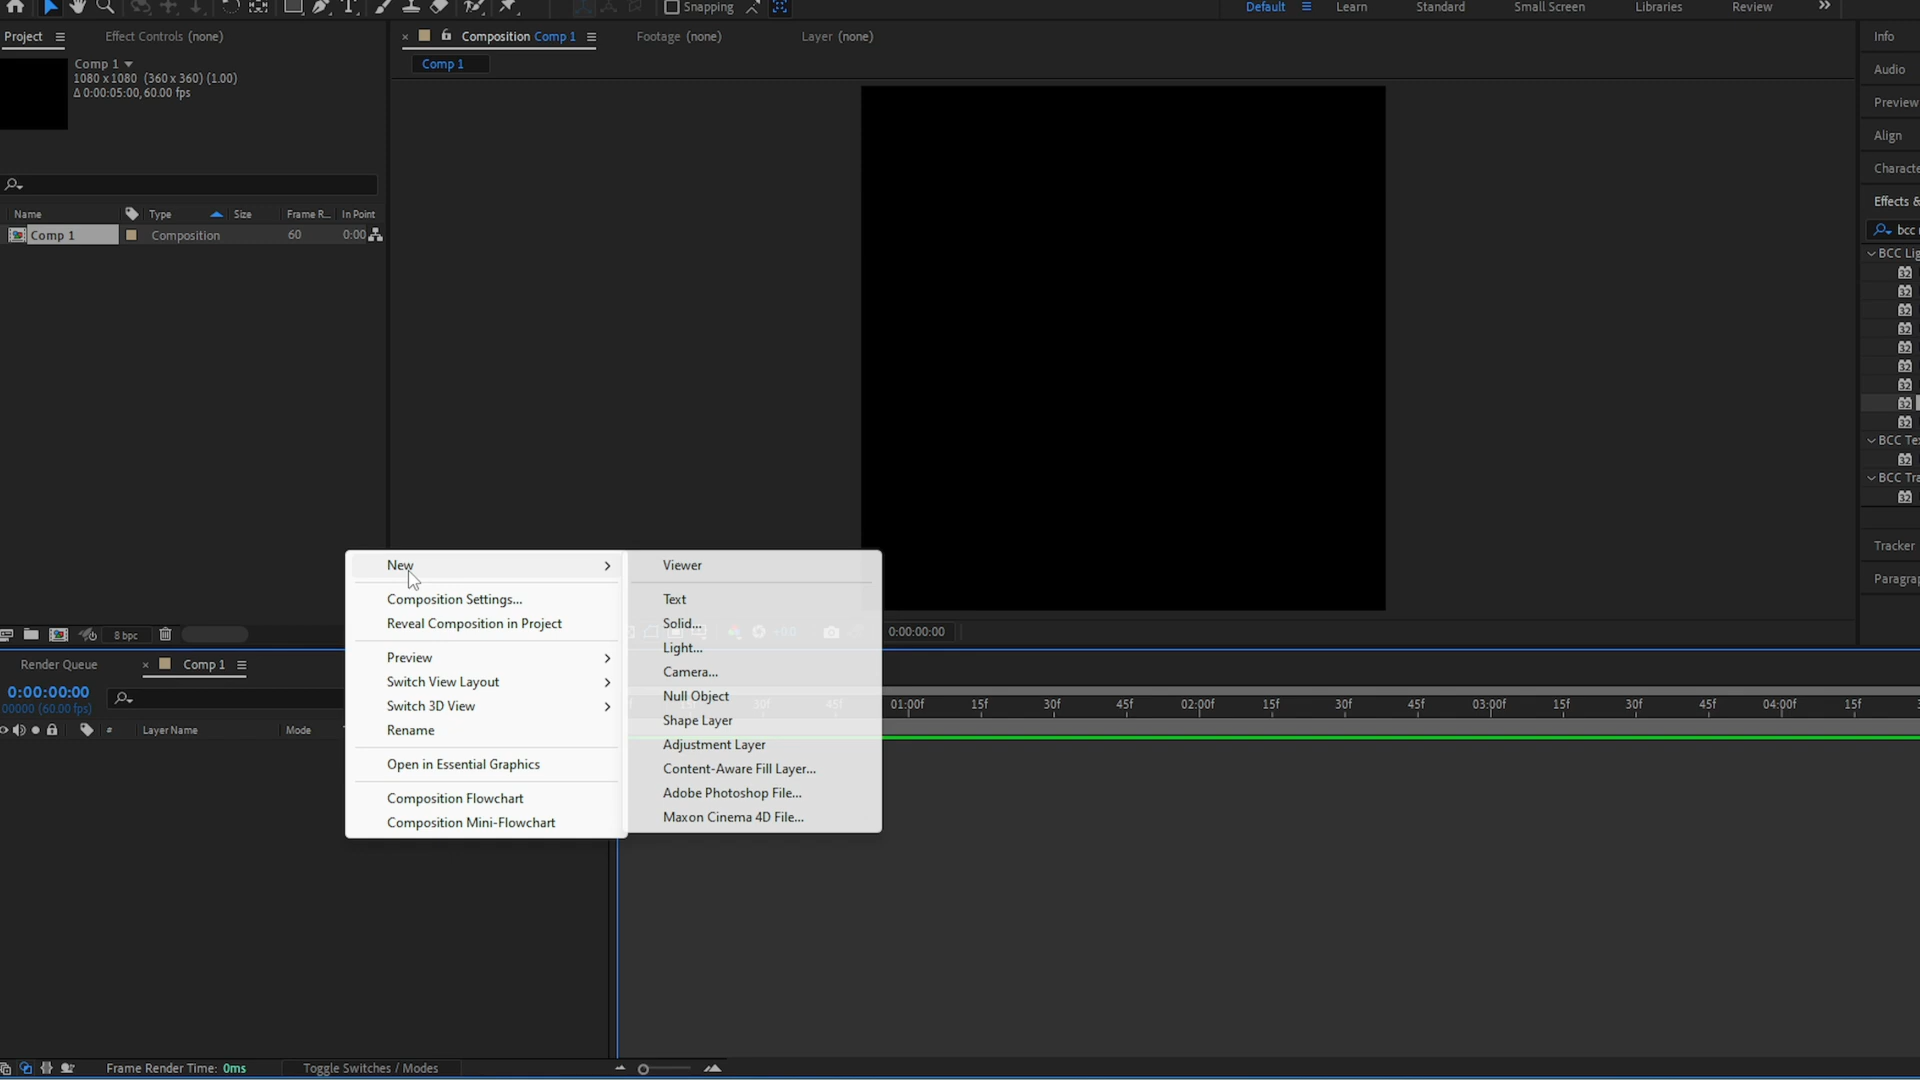 Snapping
Default
Learn
Standard
Small Screen
Libraries
Review
Project
Effect Controls (none)
Composition Comp 1
Footage (none)
Layer (none)
Info
Comp 1
1080 x 1080 (360 x 360) (1.00)
Δ 0:00:05:00, 60.00 fps
Comp 1
Audio
Preview
Align
Characte
Effects &
bcc
Name
Type
Size
Frame R...
In Point
Comp 1
Composition
60
0:00
BCC Lig
BCC Te
BCC Tra
Tracker
Paragra
New
Composition Settings...
Reveal Composition in Project
Preview
Switch View Layout
Switch 3D View
Rename
Open in Essential Graphics
Composition Flowchart
Composition Mini-Flowchart
Viewer
Text
Solid...
Light...
Camera...
Null Object
Shape Layer
Adjustment Layer
Content-Aware Fill Layer...
Adobe Photoshop File...
Maxon Cinema 4D File...
8 bpc
+0.0
0:00:00:00
Render Queue
Comp 1
0:00:00:00
00000 (60.00 fps)
#
Layer Name
Mode
30f
45f
01:00f
15f
30f
45f
02:00f
15f
30f
45f
03:00f
15f
30f
45f
04:00f
15f
Frame Render Time: 0ms
Toggle Switches / Modes